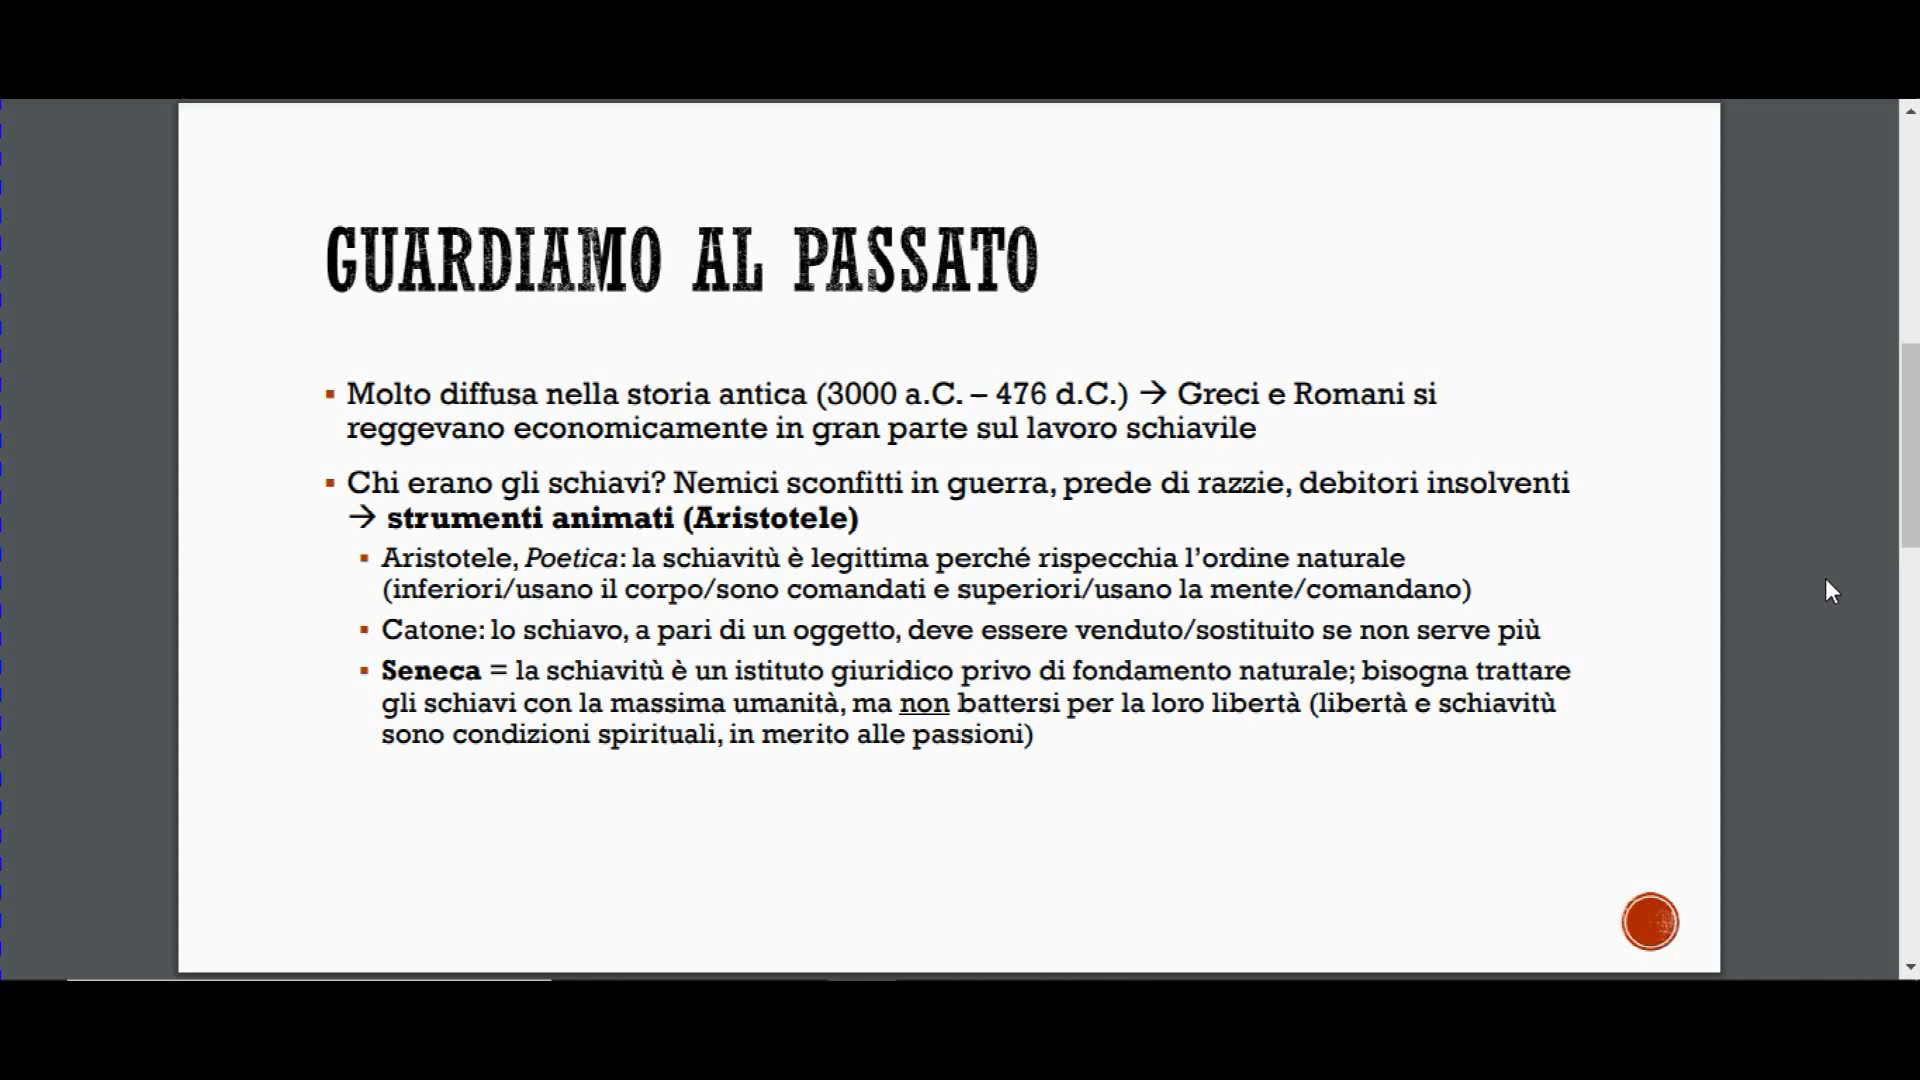 GUARDIAMO AL PASSATO
▪ Molto diffusa nella storia antica (3000 a.C. – 476 d.C.) → Greci e Romani si
reggevano economicamente in gran parte sul lavoro schiavile
▪ Chi erano gli schiavi? Nemici sconfitti in guerra, prede di razzie, debitori insolventi
→ strumenti animati (Aristotele)
▪ Aristotele, Poetica: la schiavitù è legittima perché rispecchia l’ordine naturale
(inferiori/usano il corpo/sono comandati e superiori/usano la mente/comandano)
▪ Catone: lo schiavo, a pari di un oggetto, deve essere venduto/sostituito se non serve più
▪ Seneca = la schiavitù è un istituto giuridico privo di fondamento naturale; bisogna trattare
gli schiavi con la massima umanità, ma non battersi per la loro libertà (libertà e schiavitù
sono condizioni spirituali, in merito alle passioni)